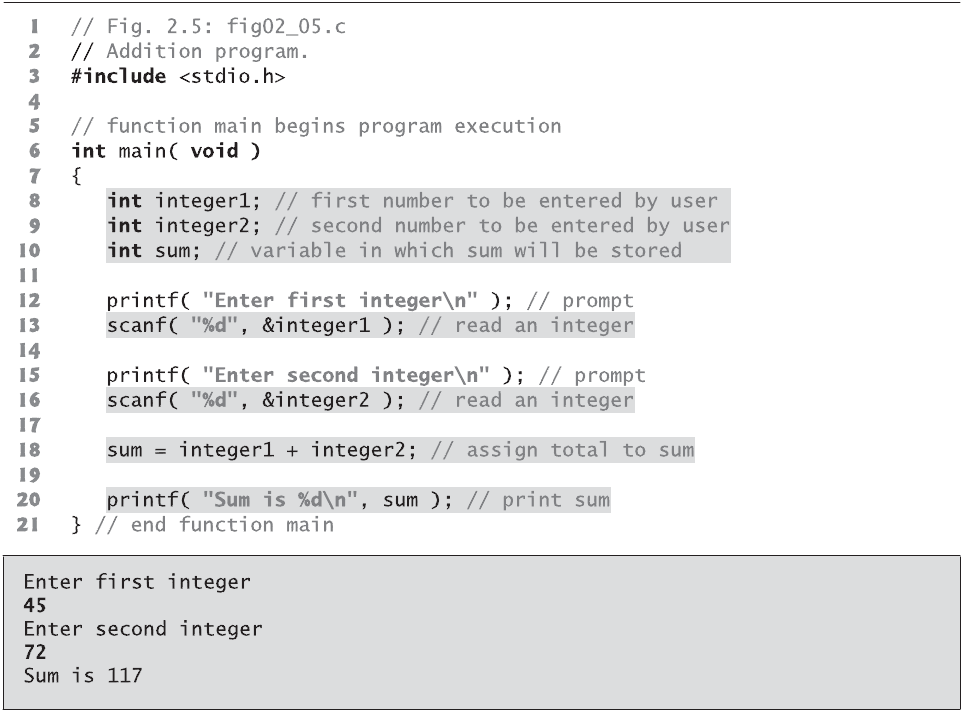 1 // Fig. 2.5: fig02_05.c
2 // Addition program.
3 #include <stdio.h>
4
5 // function main begins program execution
6 int main( void )
7 {
8 int integer1; // first number to be entered by user
9 int integer2; // second number to be entered by user
10 int sum; // variable in which sum will be stored
11
12 printf( "Enter first integer\n" ); // prompt
13 scanf( "%d", &integer1 ); // read an integer
14
15 printf( "Enter second integer\n" ); // prompt
16 scanf( "%d", &integer2 ); // read an integer
17
18 sum = integer1 + integer2; // assign total to sum
19
20 printf( "Sum is %d\n", sum ); // print sum
21 } // end function main
Enter first integer
45
Enter second integer
72
Sum is 117